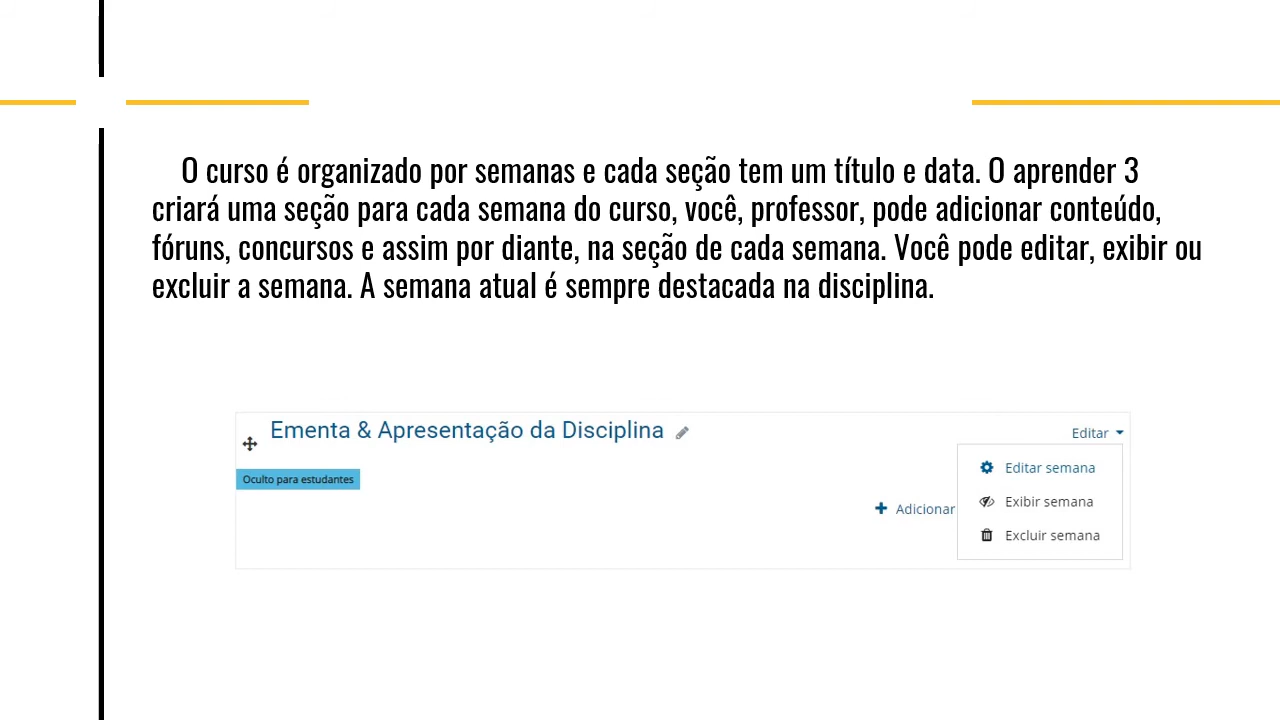 O curso é organizado por semanas e cada seção tem um título e data. O aprender 3
criará uma seção para cada semana do curso, você, professor, pode adicionar conteúdo,
fóruns, concursos e assim por diante, na seção de cada semana. Você pode editar, exibir ou
excluir a semana. A semana atual é sempre destacada na disciplina.
Ementa & Apresentação da Disciplina
Editar
Oculto para estudantes
Editar semana
Exibir semana
Adicionar
Excluir semana